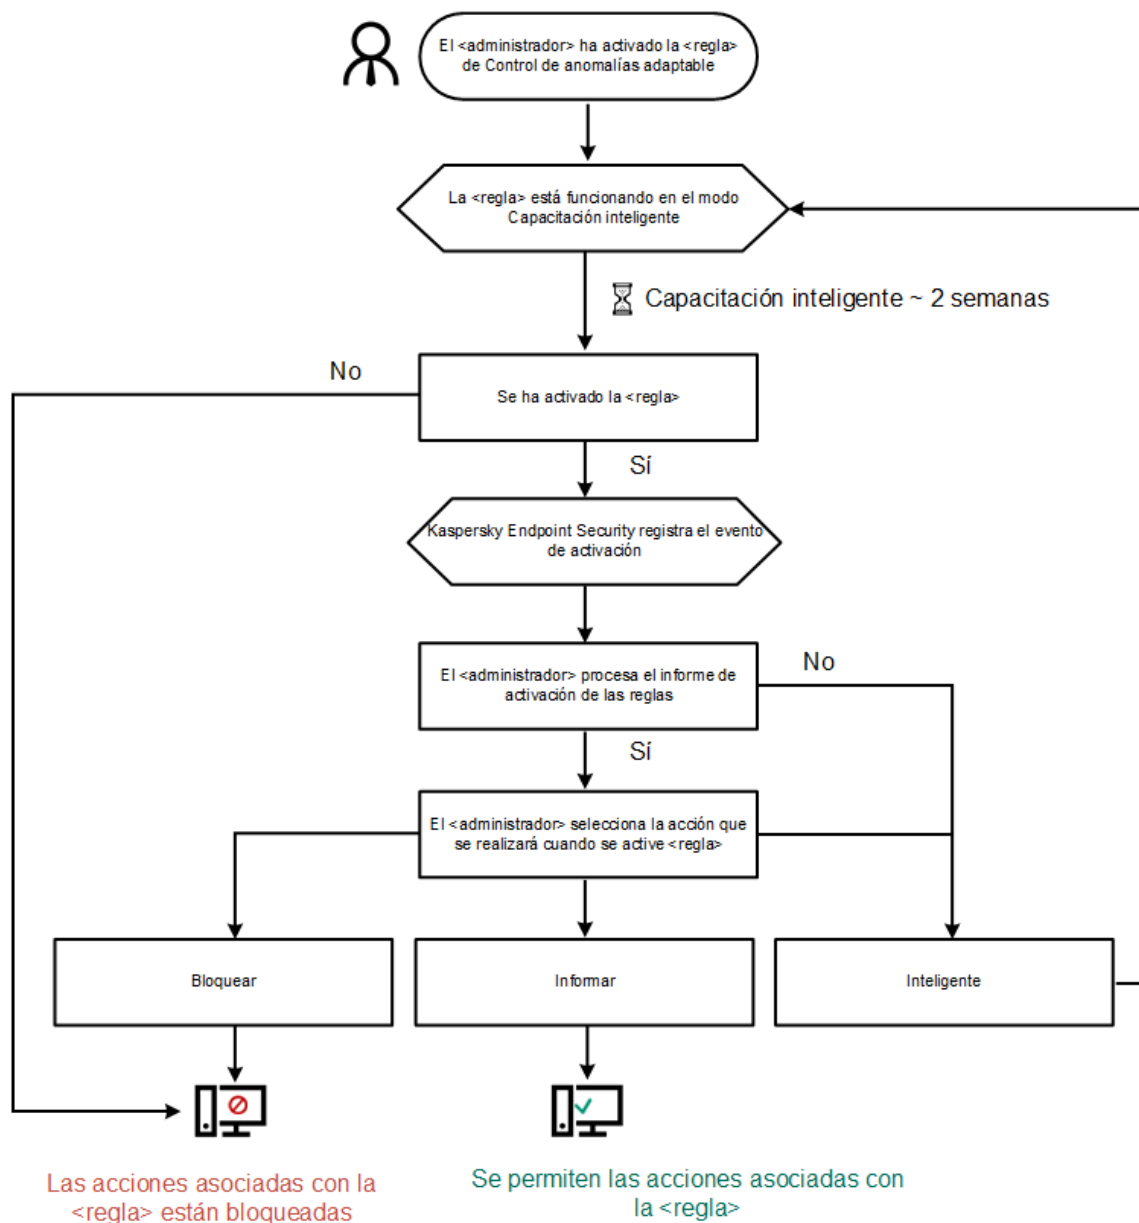 El <administrador> ha activado la <regla>
de Control de anomalías adaptable
La <regla> está funcionando en el modo
Capacitación inteligente
Capacitación inteligente ~ 2 semanas
No
Se ha activado la <regla>
Sí
Kaspersky Endpoint Security registra el evento
de activación
El <administrador> procesa el informe de
activación de las reglas
No
Sí
El <administrador> selecciona la acción que
se realizará cuando se active <regla>
Bloquear
Informar
Inteligente
Las acciones asociadas con la
<regla> están bloqueadas
Se permiten las acciones asociadas con
la <regla>